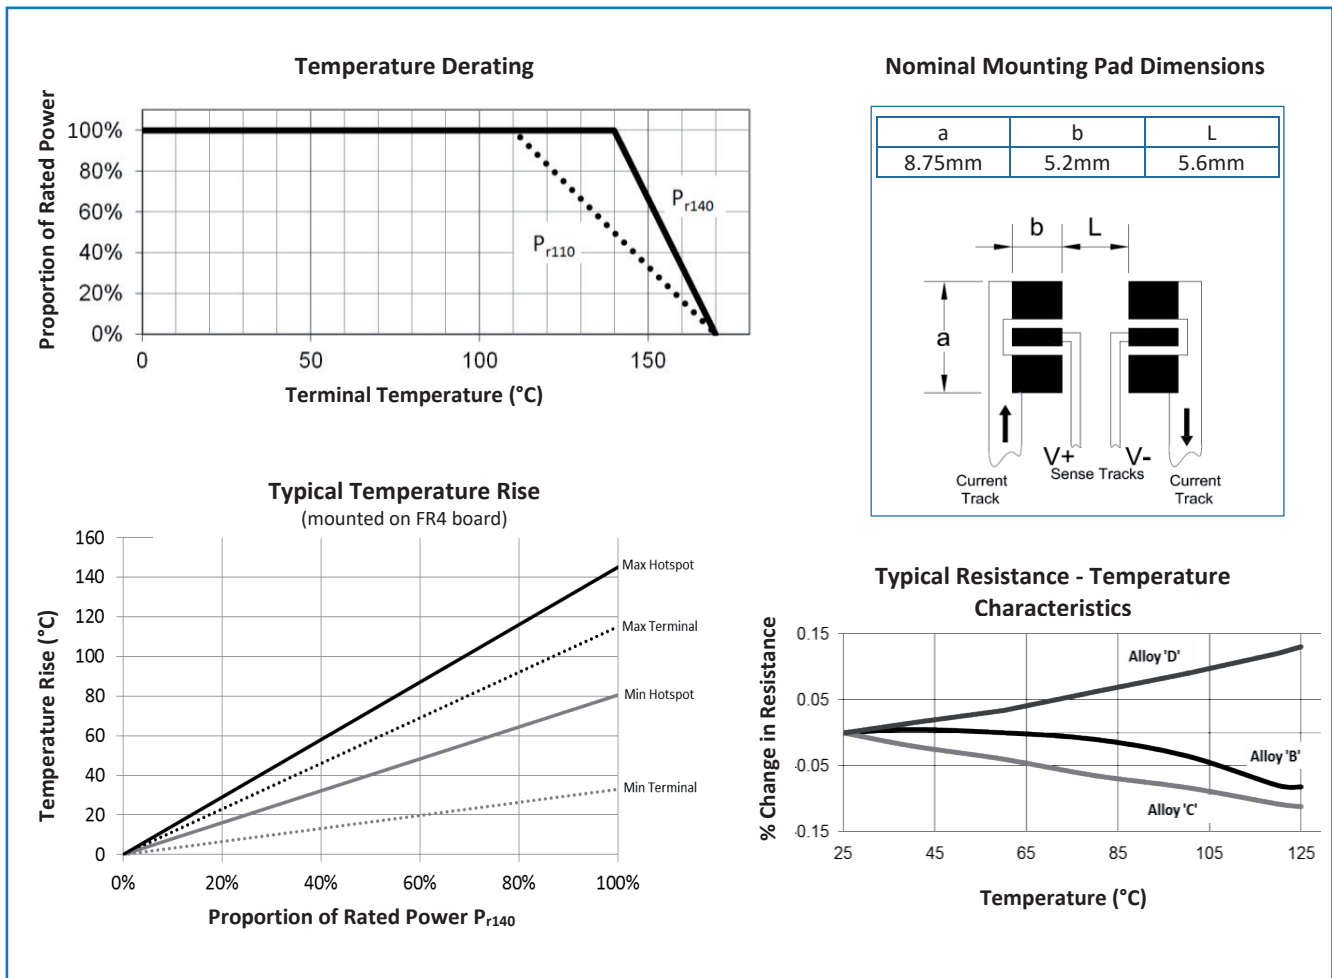 Temperature Derating
Proportion of Rated Power
100%
80%
60%
40%
20%
0%
Pr140
Pr110
0
50
100
150
Terminal Temperature (°C)
Nominal Mounting Pad Dimensions
a b L
8.75mm 5.2mm 5.6mm
b L
a
V+ V-
Sense Tracks
Current
Track
Current
Track
Typical Temperature Rise
(mounted on FR4 board)
Temperature Rise (°C)
160
140
120
100
80
60
40
20
0
Max Hotspot
Max Terminal
Min Hotspot
Min Terminal
0% 20% 40% 60% 80% 100%
Proportion of Rated Power Pr140
Typical Resistance - Temperature
Characteristics
% Change in Resistance
0.15
0.05
-0.05
-0.15
Alloy 'D'
Alloy 'B'
Alloy 'C'
25 45 65 85 105 125
Temperature (°C)